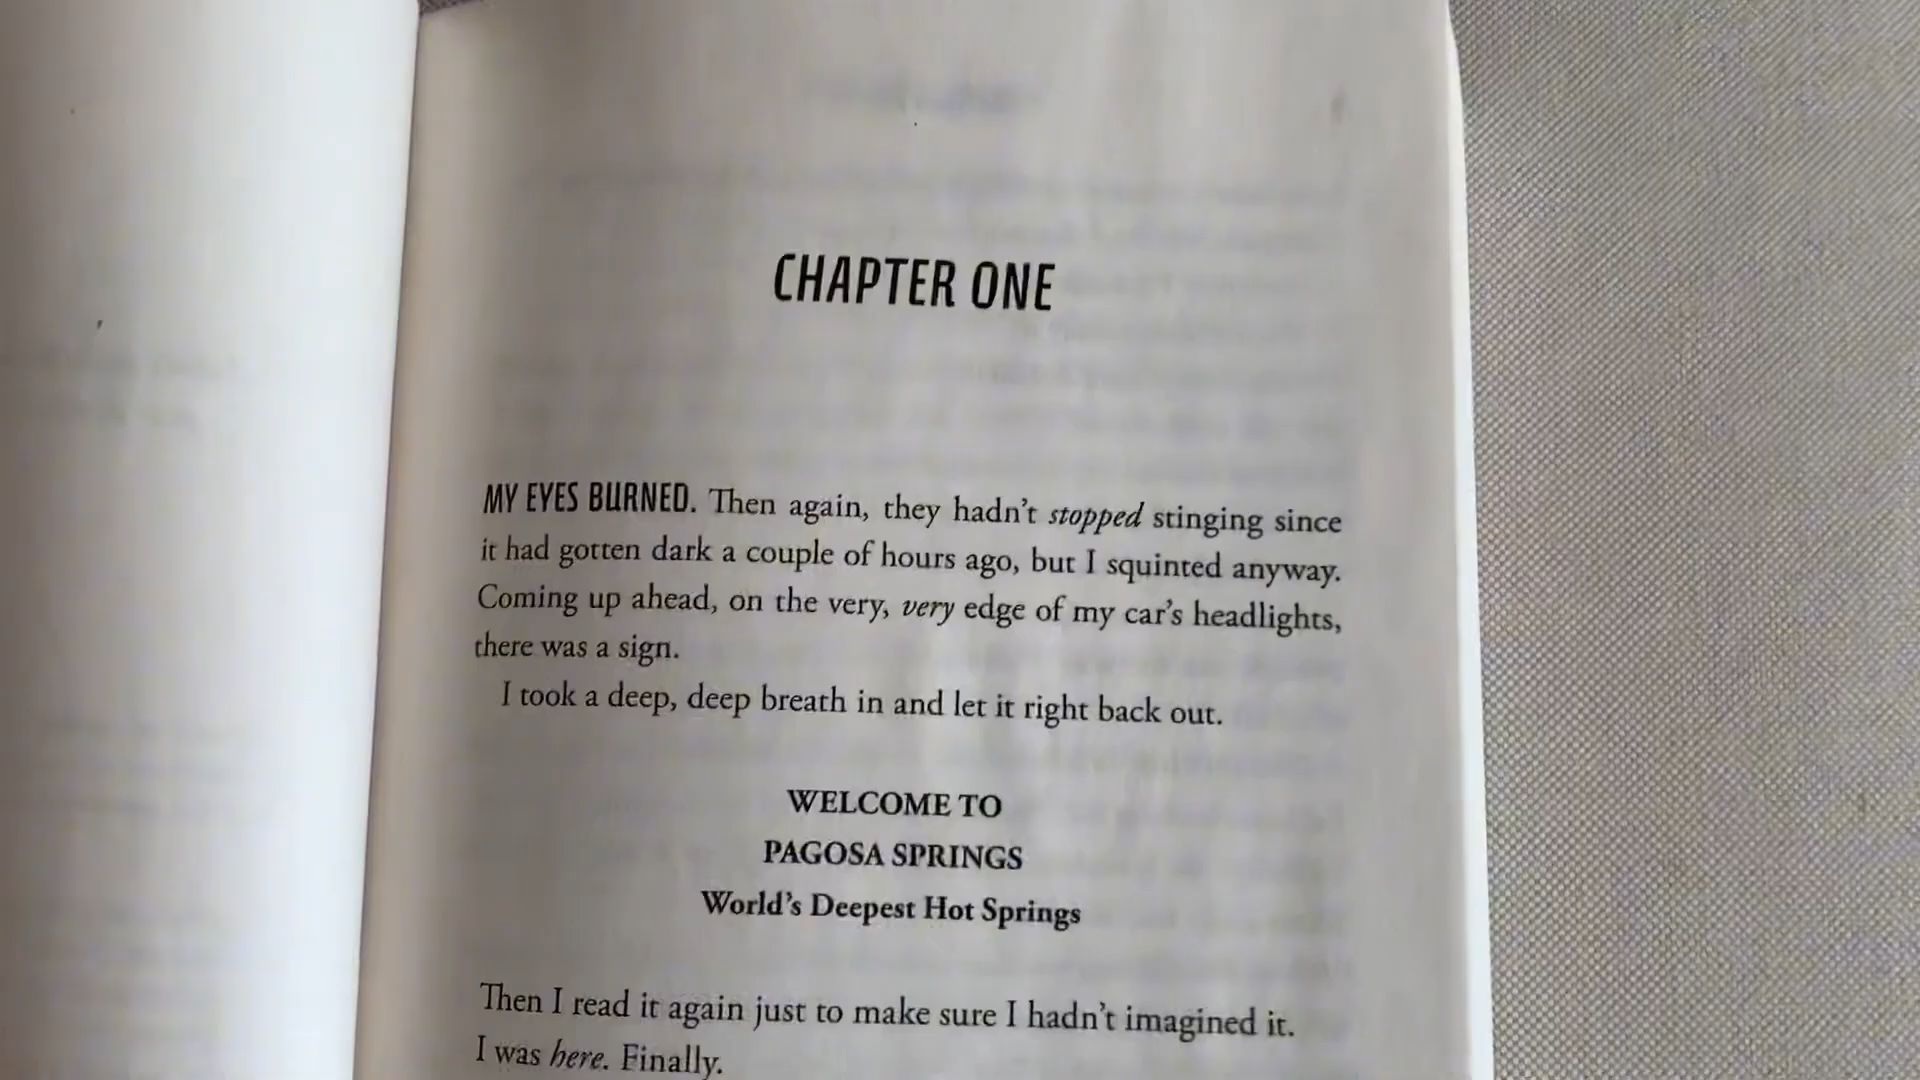 CHAPTER ONE
MY EYES BURNED. Then again, they hadn't stopped stinging since
it had gotten dark a couple of hours ago, but I squinted anyway.
Coming up ahead, on the very, very edge of my car's headlights,
there was a sign.
I took a deep, deep breath in and let it right back out.
WELCOME TO
PAGOSA SPRINGS
World's Deepest Hot Springs
Then I read it again just to make sure I hadn't imagined it.
I was here. Finally.